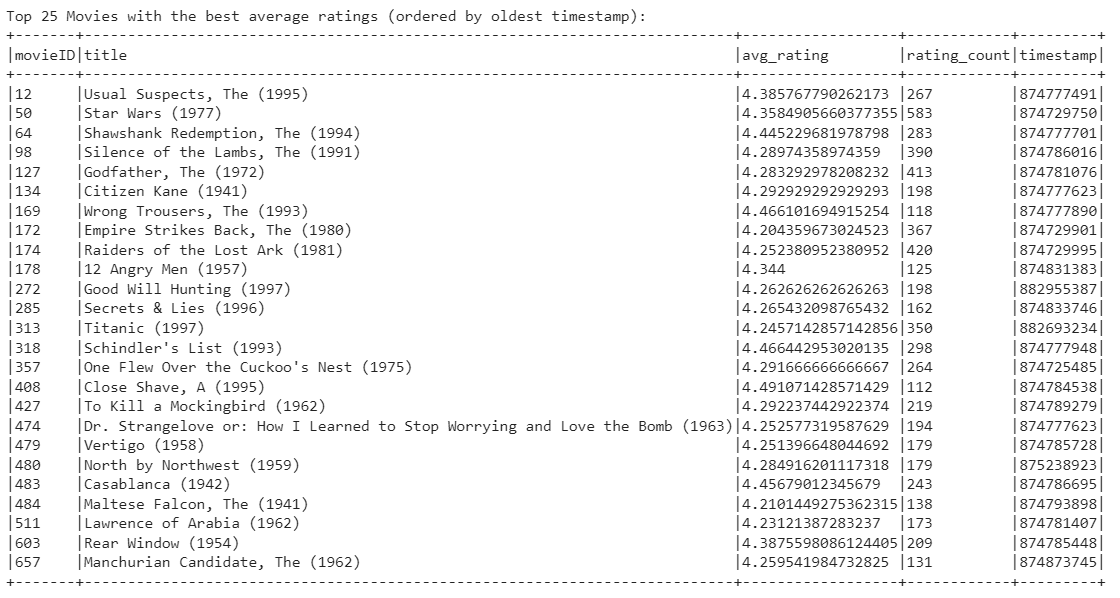 Top 25 Movies with the best average ratings (ordered by oldest timestamp):
+-------+--------------------------------------------------------------------------------+------------------+------------+---------+
|movieID|title |avg_rating |rating_count|timestamp|
+-------+--------------------------------------------------------------------------------+------------------+------------+---------+
|12 |Usual Suspects, The (1995) |4.385767790262173 |267 |874777491|
|50 |Star Wars (1977) |4.3584905660377355|583 |874729750|
|64 |Shawshank Redemption, The (1994) |4.445229681978798 |283 |874777701|
|98 |Silence of the Lambs, The (1991) |4.28974358974359 |390 |874786016|
|127 |Godfather, The (1972) |4.283292978208232 |413 |874781076|
|134 |Citizen Kane (1941) |4.292929292929293 |198 |874777623|
|169 |Wrong Trousers, The (1993) |4.466101694915254 |118 |874777890|
|172 |Empire Strikes Back, The (1980) |4.204359673024523 |367 |874729901|
|174 |Raiders of the Lost Ark (1981) |4.252380952380952 |420 |874729995|
|178 |12 Angry Men (1957) |4.344 |125 |874831383|
|272 |Good Will Hunting (1997) |4.262626262626263 |198 |882955387|
|285 |Secrets & Lies (1996) |4.265432098765432 |162 |874833746|
|313 |Titanic (1997) |4.2457142857142856|350 |882693234|
|318 |Schindler's List (1993) |4.466442953020135 |298 |874777948|
|357 |One Flew Over the Cuckoo's Nest (1975) |4.291666666666667 |264 |874725485|
|408 |Close Shave, A (1995) |4.491071428571429 |112 |874784538|
|427 |To Kill a Mockingbird (1962) |4.292237442922374 |219 |874789279|
|474 |Dr. Strangelove or: How I Learned to Stop Worrying and Love the Bomb (1963)|4.252577319587629 |194 |874777623|
|479 |Vertigo (1958) |4.251396648044692 |179 |874785728|
|480 |North by Northwest (1959) |4.284916201117318 |179 |875238923|
|483 |Casablanca (1942) |4.45679012345679 |243 |874786695|
|484 |Maltese Falcon, The (1941) |4.2101449275362315|138 |874793898|
|511 |Lawrence of Arabia (1962) |4.23121387283237 |173 |874781407|
|603 |Rear Window (1954) |4.3875598086124405|209 |874785448|
|657 |Manchurian Candidate, The (1962) |4.259541984732825 |131 |874873745|
+-------+--------------------------------------------------------------------------------+------------------+------------+---------+